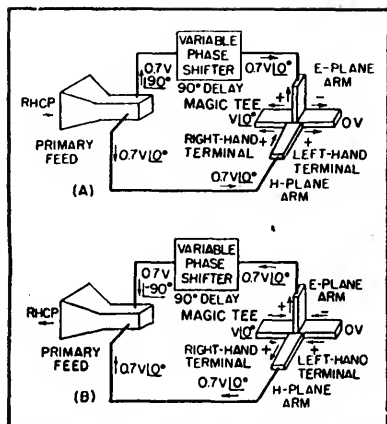 VARIABLE
PHASE
SHIFTER
0.7V
|90°
0.7V|0°
90° DELAY
MAGIC TEE
E-PLANE
ARM
+
-
V|0°
0V
RHCP
PRIMARY
FEED
RIGHT-HAND
TERMINAL
+
+
LEFT-HAND
TERMINAL
H-PLANE
ARM
0.7V|0°
0.7V|0°
(A)
VARIABLE
PHASE
SHIFTER
0.7V
|-90°
0.7V|0°
90° DELAY
MAGIC TEE
E-PLANE
ARM
+
-
V|0°
0V
RHCP
PRIMARY
FEED
RIGHT-HAND
TERMINAL
+
+
LEFT-HAND
TERMINAL
H-PLANE
ARM
0.7V|0°
0.7V|0°
(B)